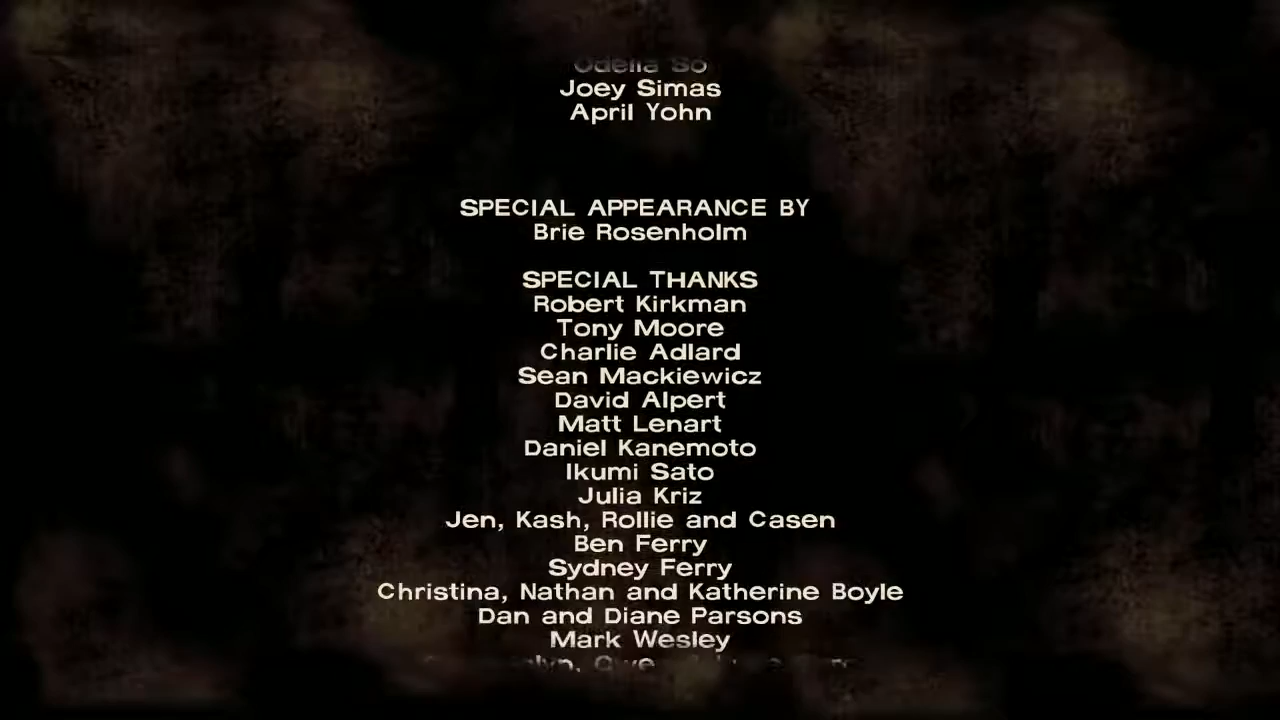 Odella So
Joey Simas
April Yohn
SPECIAL APPEARANCE BY
Brie Rosenholm
SPECIAL THANKS
Robert Kirkman
Tony Moore
Charlie Adlard
Sean Mackiewicz
David Alpert
Matt Lenart
Daniel Kanemoto
Ikumi Sato
Julia Kriz
Jen, Kash, Rollie and Casen
Ben Ferry
Sydney Ferry
Christina, Nathan and Katherine Boyle
Dan and Diane Parsons
Mark Wesley